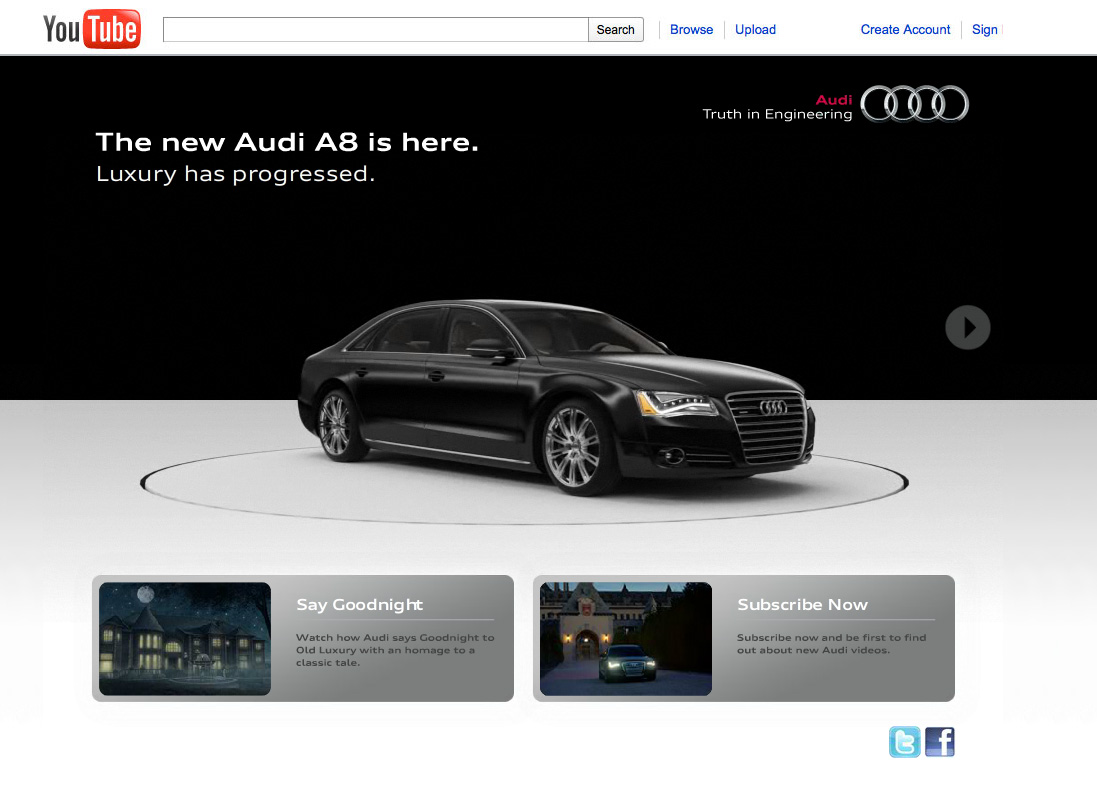 YouTube
Search
Browse
Upload
Create Account
Sign
Audi
Truth in Engineering
The new Audi A8 is here.
Luxury has progressed.
Say Goodnight
Watch how Audi says Goodnight to
Old Luxury with an homage to a
classic tale.
Subscribe Now
Subscribe now and be first to find
out about new Audi videos.